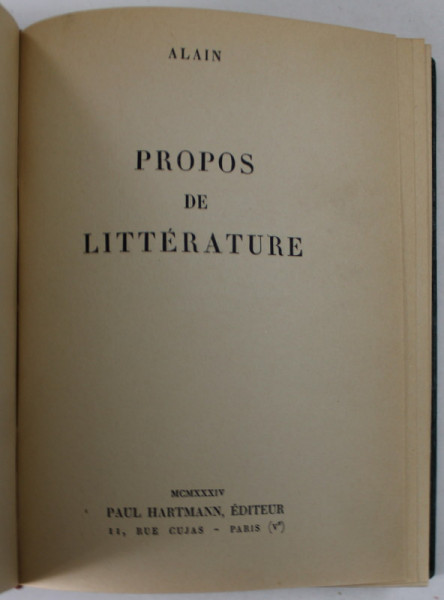 ALAIN
PROPOS
DE
LITTÉRATURE
MCMXXXIV
PAUL HARTMANN, ÉDITEUR
11, RUE CUJAS - PARIS (Vᵉ)